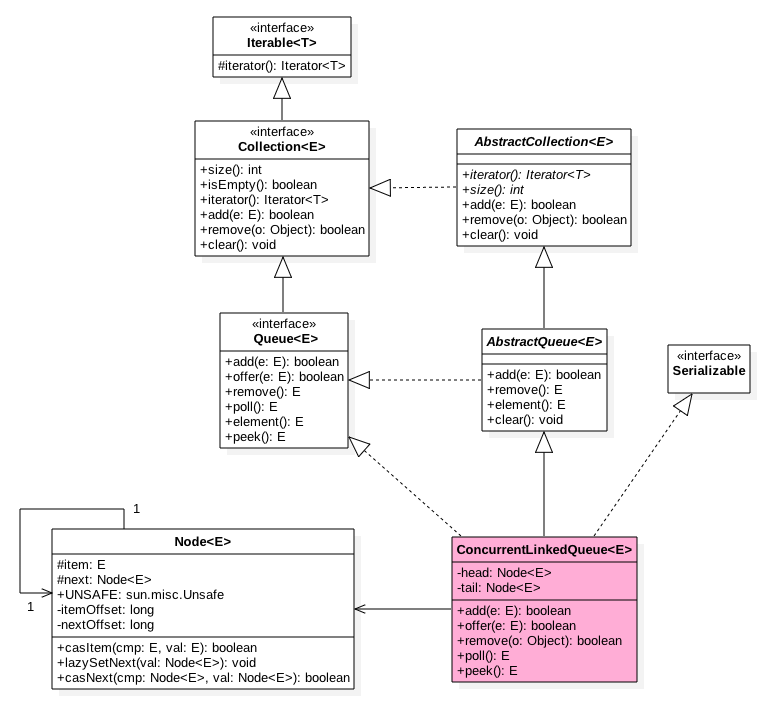 «interface»
Iterable<T>
#iterator(): Iterator<T>
«interface»
Collection<E>
+size(): int
+isEmpty(): boolean
+iterator(): Iterator<T>
+add(e: E): boolean
+remove(o: Object): boolean
+clear(): void
AbstractCollection<E>
+iterator(): Iterator<T>
+size(): int
+add(e: E): boolean
+remove(o: Object): boolean
+clear(): void
«interface»
Queue<E>
+add(e: E): boolean
+offer(e: E): boolean
+remove(): E
+poll(): E
+element(): E
+peek(): E
AbstractQueue<E>
+add(e: E): boolean
+remove(): E
+element(): E
+clear(): void
«interface»
Serializable
1
1
Node<E>
#item: E
#next: Node<E>
+UNSAFE: sun.misc.Unsafe
-itemOffset: long
-nextOffset: long
+casItem(cmp: E, val: E): boolean
+lazySetNext(val: Node<E>): void
+casNext(cmp: Node<E>, val: Node<E>): boolean
ConcurrentLinkedQueue<E>
-head: Node<E>
-tail: Node<E>
+add(e: E): boolean
+offer(e: E): boolean
+remove(o: Object): boolean
+poll(): E
+peek(): E